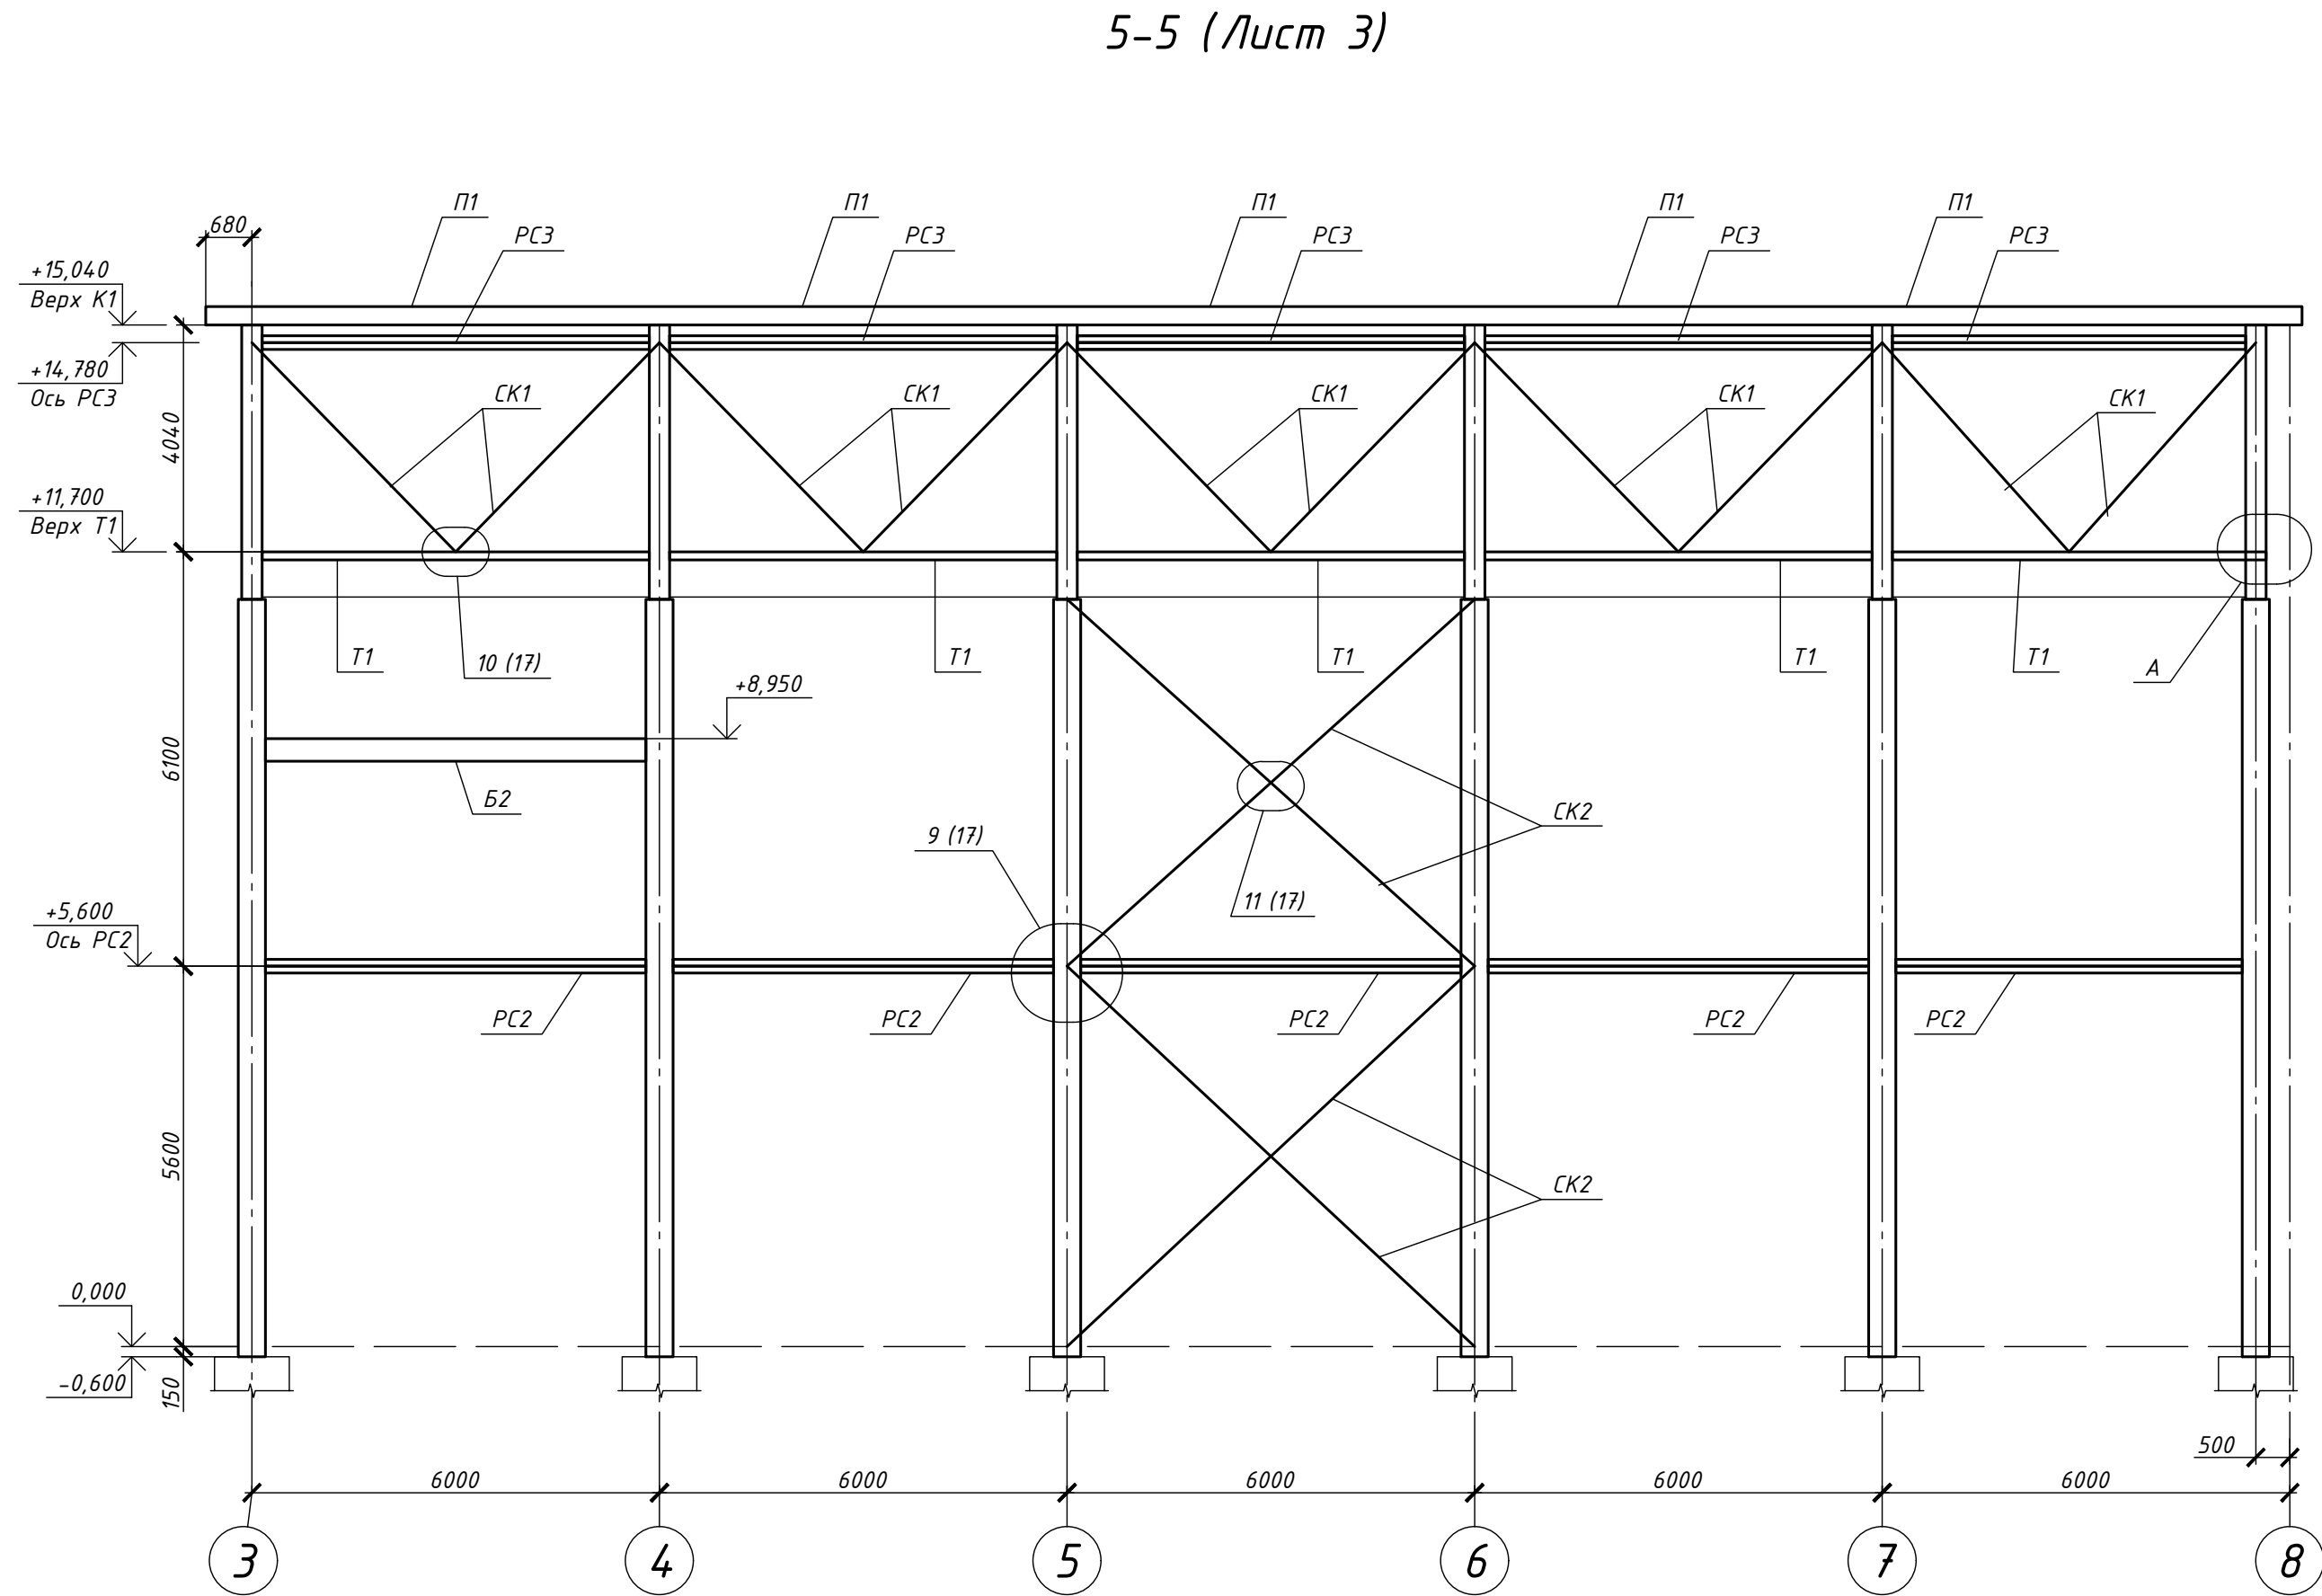 5-5 (Лист 3)
П1
П1
П1
П1
П1
680
РС3
РС3
РС3
РС3
РС3
+15,040
Верх К1
+14,780
Ось РС3
СК1
СК1
СК1
СК1
СК1
4040
+11,700
Верх Т1
Т1
10 (17)
Т1
Т1
Т1
Т1
А
+8,950
6100
Б2
СК2
9 (17)
11 (17)
+5,600
Ось РС2
РС2
РС2
РС2
РС2
РС2
5600
СК2
0,000
-0,600
150
500
6000
6000
6000
6000
6000
3
4
5
6
7
8